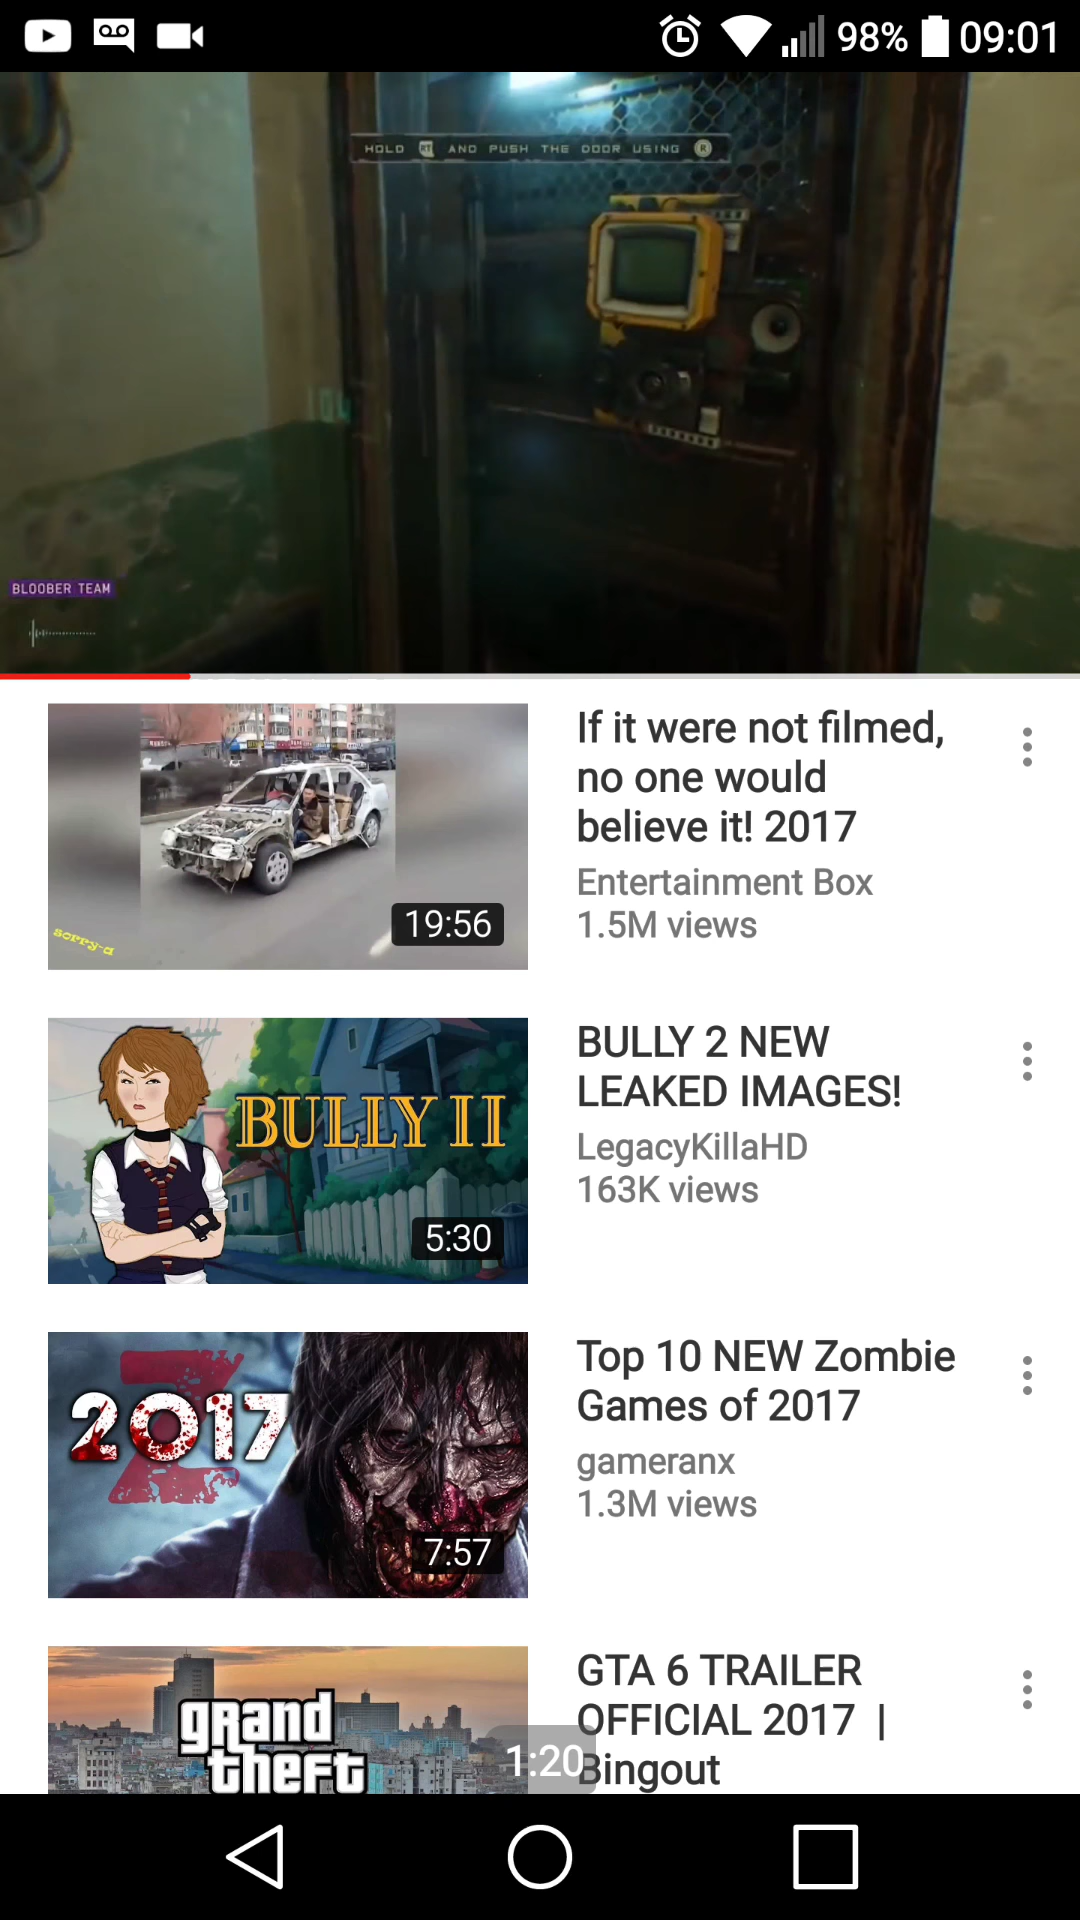 98% 09:01
HOLD RT AND PUSH THE DOOR USING R
104
BLOOBER TEAM
If it were not filmed,
no one would
believe it! 2017
Entertainment Box
1.5M views
19:56
sorry-a
BULLY 2 NEW
LEAKED IMAGES!
LegacyKillaHD
163K views
BULLY II
5:30
Top 10 NEW Zombie
Games of 2017
gameranx
1.3M views
Z
2017
7:57
GTA 6 TRAILER
OFFICIAL 2017 |
Bingout
grand
theft
1:20